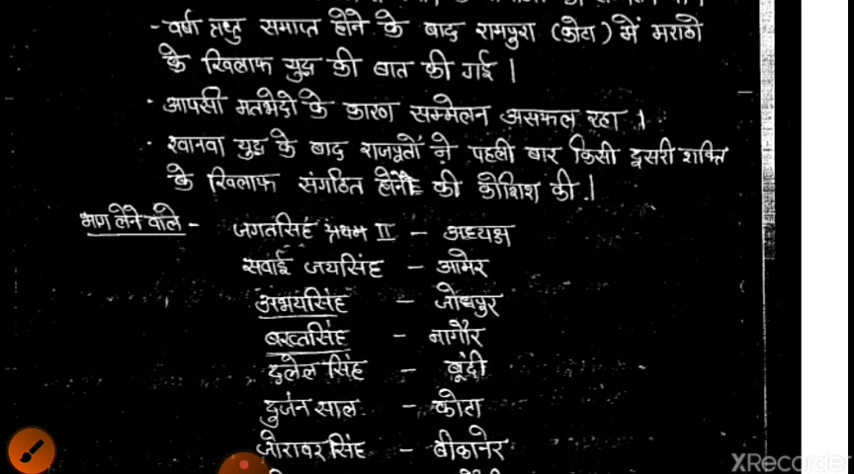 - वर्षा ऋतु समाप्त होने के बाद रामपुरा (कोटा) में मराठो
के खिलाफ युद्ध की बात की गई |
· आपसी मतभेदो के कारण सम्मेलन असफल रहा |
· खानवा युद्ध के बाद राजपूतों ने पहली बार किसी दूसरी शक्ति
के खिलाफ संगठित होने की कोशिश की |
भाग लेने वाले -
जगतसिंह II - अध्यक्ष
सवाई जयसिंह - आमेर
अभयसिंह - जोधपुर
बख्तसिंह - नागौर
दलेल सिंह - बूंदी
दुर्जन साल - कोटा
जोरावर सिंह - बीकानेर
XRecorder